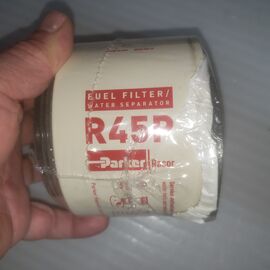 FUEL FILTER/
WATER SEPARATOR
R45P
Parker Racor